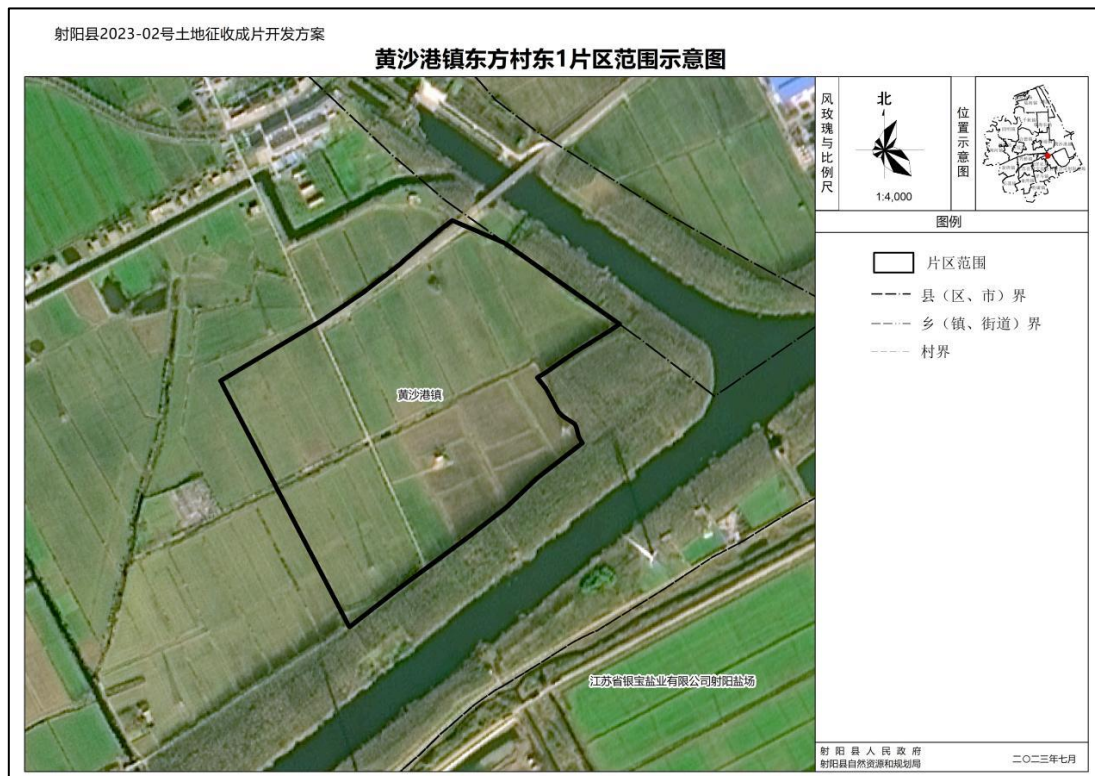 射阳县2023-02号土地征收成片开发方案
黄沙港镇东方村东1片区范围示意图
风玫瑰与比例尺
北
1:4,000
位置示意图
图例
片区范围
县（区、市）界
乡（镇、街道）界
村界
黄沙港镇
江苏省银宝盐业有限公司射阳盐场
射阳县人民政府
射阳县自然资源和规划局
二〇二三年七月